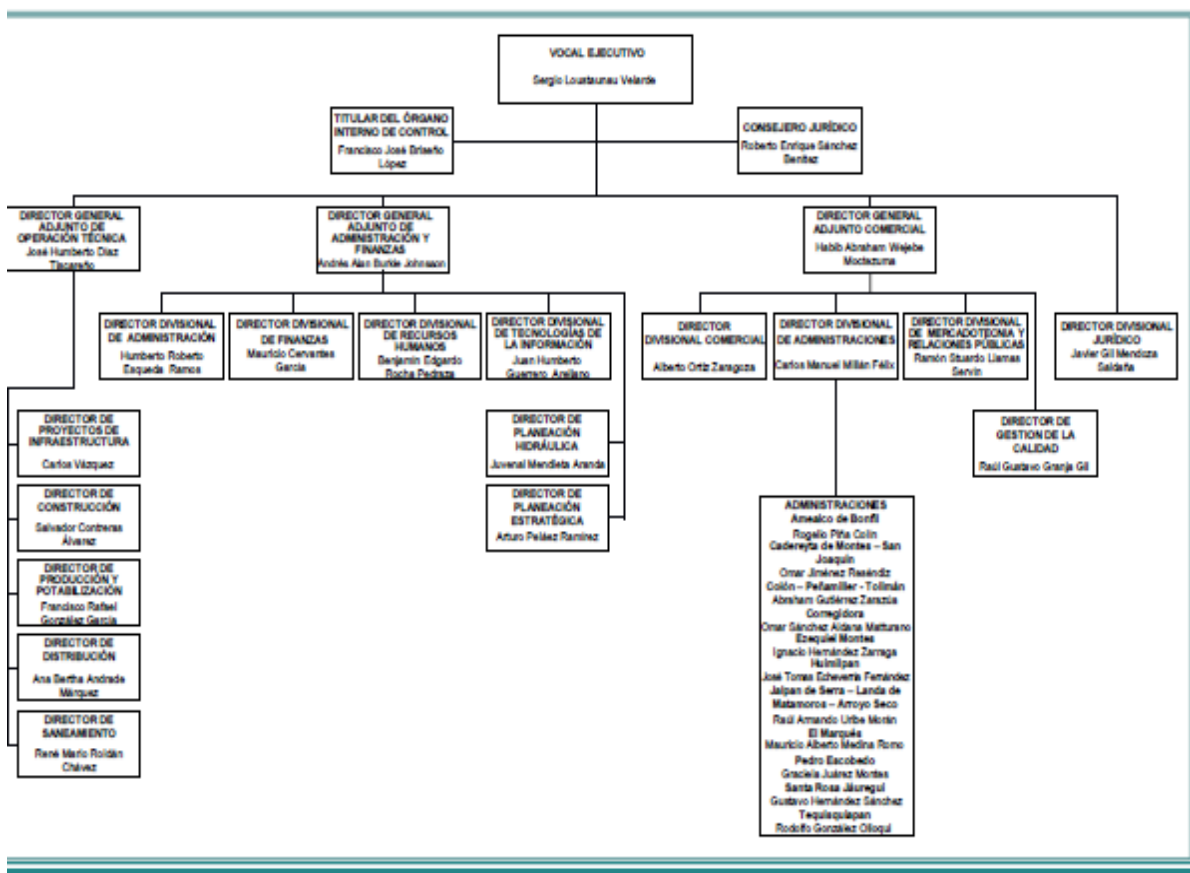 VOCAL EJECUTIVO
Sergio Loustaunau Velarde
TITULAR DEL ÓRGANO
INTERNO DE CONTROL
Francisco José Briseño
López
CONSEJERO JURÍDICO
Roberto Enrique Sánchez
Benítez
DIRECTOR GENERAL
ADJUNTO DE
OPERACIÓN TÉCNICA
José Humberto Díaz
Tiscareño
DIRECTOR GENERAL
ADJUNTO DE
ADMINISTRACIÓN Y
FINANZAS
Andrés Alan Burkle Johnsson
DIRECTOR GENERAL
ADJUNTO COMERCIAL
Habib Abraham Wejebe
Moctezuma
DIRECTOR DIVISIONAL
DE ADMINISTRACIÓN
Humberto Roberto
Esqueda Ramos
DIRECTOR DIVISIONAL
DE FINANZAS
Mauricio Cervantes
García
DIRECTOR DIVISIONAL
DE RECURSOS
HUMANOS
Benjamín Edgardo
Rocha Pedraza
DIRECTOR DIVISIONAL
DE TECNOLOGÍAS DE
LA INFORMACIÓN
Juan Humberto
Guerrero Arellano
DIRECTOR
DIVISIONAL COMERCIAL
Alberto Ortiz Zaragoza
DIRECTOR DIVISIONAL
DE ADMINISTRACIONES
Carlos Manuel Milián Félix
DIRECTOR DIVISIONAL
DE MERCADOTECNIA Y
RELACIONES PÚBLICAS
Ramón Stuardo Llamas
Servín
DIRECTOR DIVISIONAL
JURÍDICO
Javier Gil Mendoza
Saldaña
DIRECTOR DE
PROYECTOS DE
INFRAESTRUCTURA
Carlos Vázquez
DIRECTOR DE
PLANEACIÓN
HIDRÁULICA
Juvenal Mendieta Aranda
DIRECTOR DE
GESTION DE LA
CALIDAD
Raúl Gustavo Granja Gil
DIRECTOR DE
CONSTRUCCIÓN
Salvador Contreras
Álvarez
DIRECTOR DE
PLANEACIÓN
ESTRATÉGICA
Arturo Peláez Ramírez
DIRECTOR DE
PRODUCCIÓN Y
POTABILIZACIÓN
Francisco Rafael
González García
DIRECTOR DE
DISTRIBUCIÓN
Ana Bertha Andrade
Márquez
DIRECTOR DE
SANEAMIENTO
René Mario Roldán
Chávez
ADMINISTRACIONES
Amealco de Bonfil
Rogelio Piña Colín
Cadereyta de Montes – San
Joaquín
Omar Jiménez Reséndiz
Colón – Peñamiller - Tolimán
Abraham Gutiérrez Zarazúa
Corregidora
Omar Sánchez Aldana Matturano
Ezequiel Montes
Ignacio Hernández Zarraga
Huimilpan
José Tomas Echeverría Fernández
Jalpan de Serra – Landa de
Matamoros – Arroyo Seco
Raúl Armando Uribe Morán
El Marqués
Mauricio Alberto Medina Romo
Pedro Escobedo
Graciela Juárez Montes
Santa Rosa Jáuregui
Gustavo Hernández Sánchez
Tequisquiapan
Rodolfo González Olloqui